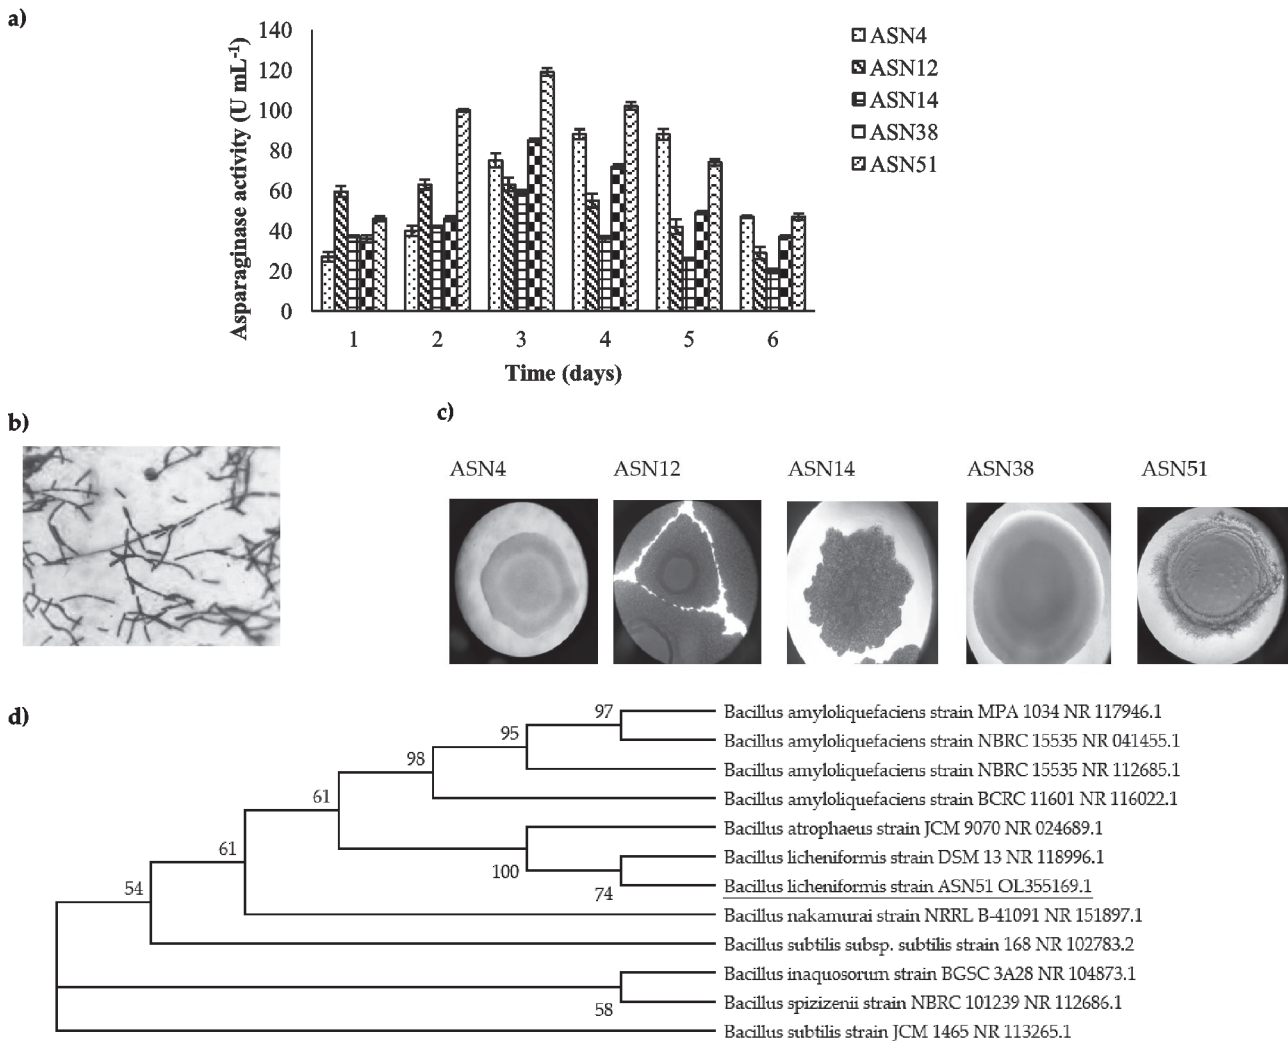 a)
140
120
100
80
60
40
20
0
Asparaginase activity (U mL-1)
1 2 3 4 5 6
Time (days)
ASN4
ASN12
ASN14
ASN38
ASN51
b)
c)
ASN4 ASN12 ASN14 ASN38 ASN51
d)
97
95
98
61
61
54
100
74
58
Bacillus amyloliquefaciens strain MPA 1034 NR 117946.1
Bacillus amyloliquefaciens strain NBRC 15535 NR 041455.1
Bacillus amyloliquefaciens strain NBRC 15535 NR 112685.1
Bacillus amyloliquefaciens strain BCRC 11601 NR 116022.1
Bacillus atrophaeus strain JCM 9070 NR 024689.1
Bacillus licheniformis strain DSM 13 NR 118996.1
Bacillus licheniformis strain ASN51 OL355169.1
Bacillus nakamurai strain NRRL B-41091 NR 151897.1
Bacillus subtilis subsp. subtilis strain 168 NR 102783.2
Bacillus inaquosorum strain BGSC 3A28 NR 104873.1
Bacillus spizizenii strain NBRC 101239 NR 112686.1
Bacillus subtilis strain JCM 1465 NR 113265.1